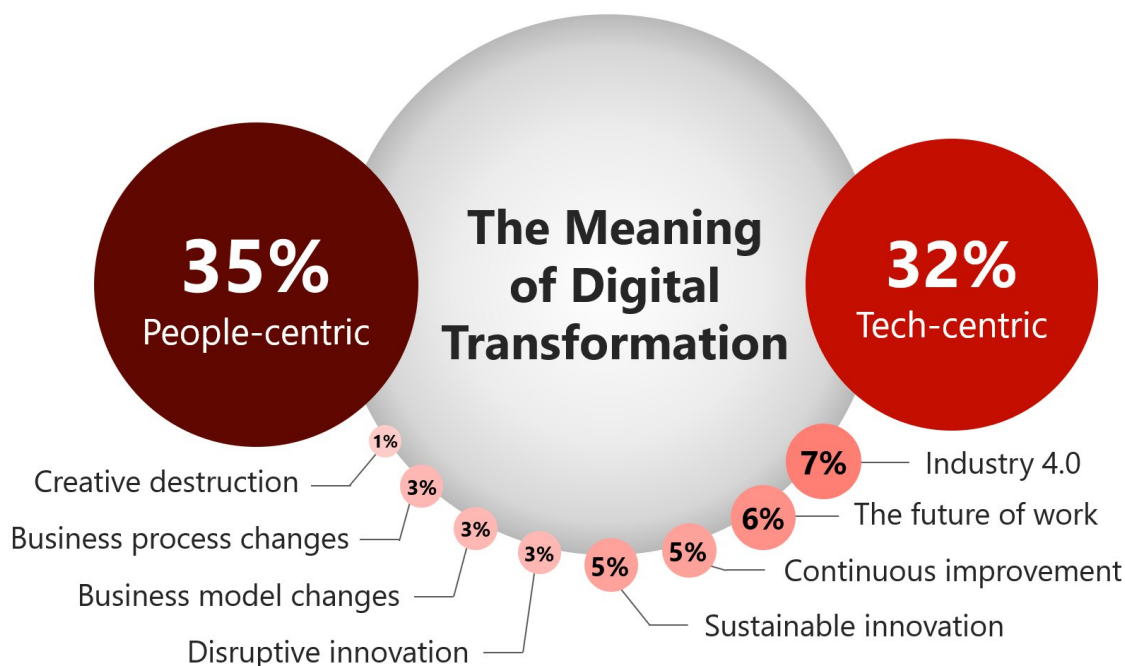 The Meaning
of Digital
Transformation
35%
People-centric
32%
Tech-centric
1%
Creative destruction
3%
Business process changes
3%
Business model changes
3%
Disruptive innovation
5%
Sustainable innovation
5%
Continuous improvement
6%
The future of work
7%
Industry 4.0